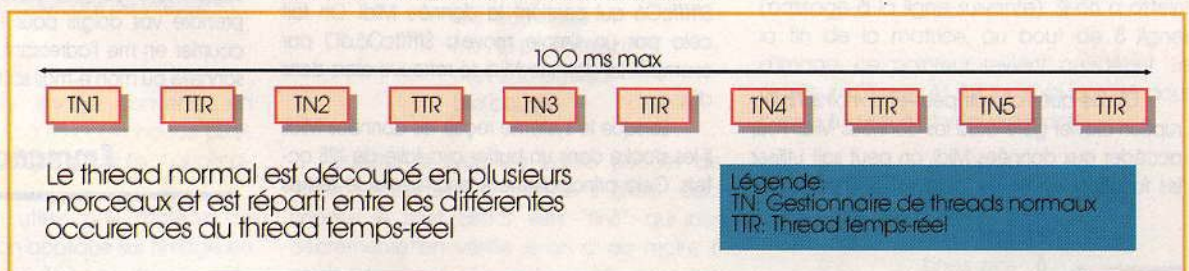 100 ms max
TN1 TTR TN2 TTR TN3 TTR TN4 TTR TN5 TTR
Le thread normal est découpé en plusieurs
morceaux et est réparti entre les différentes
occurences du thread temps-réel
Légende:
TN: Gestionnaire de threads normaux
TTR: Thread temps-réel